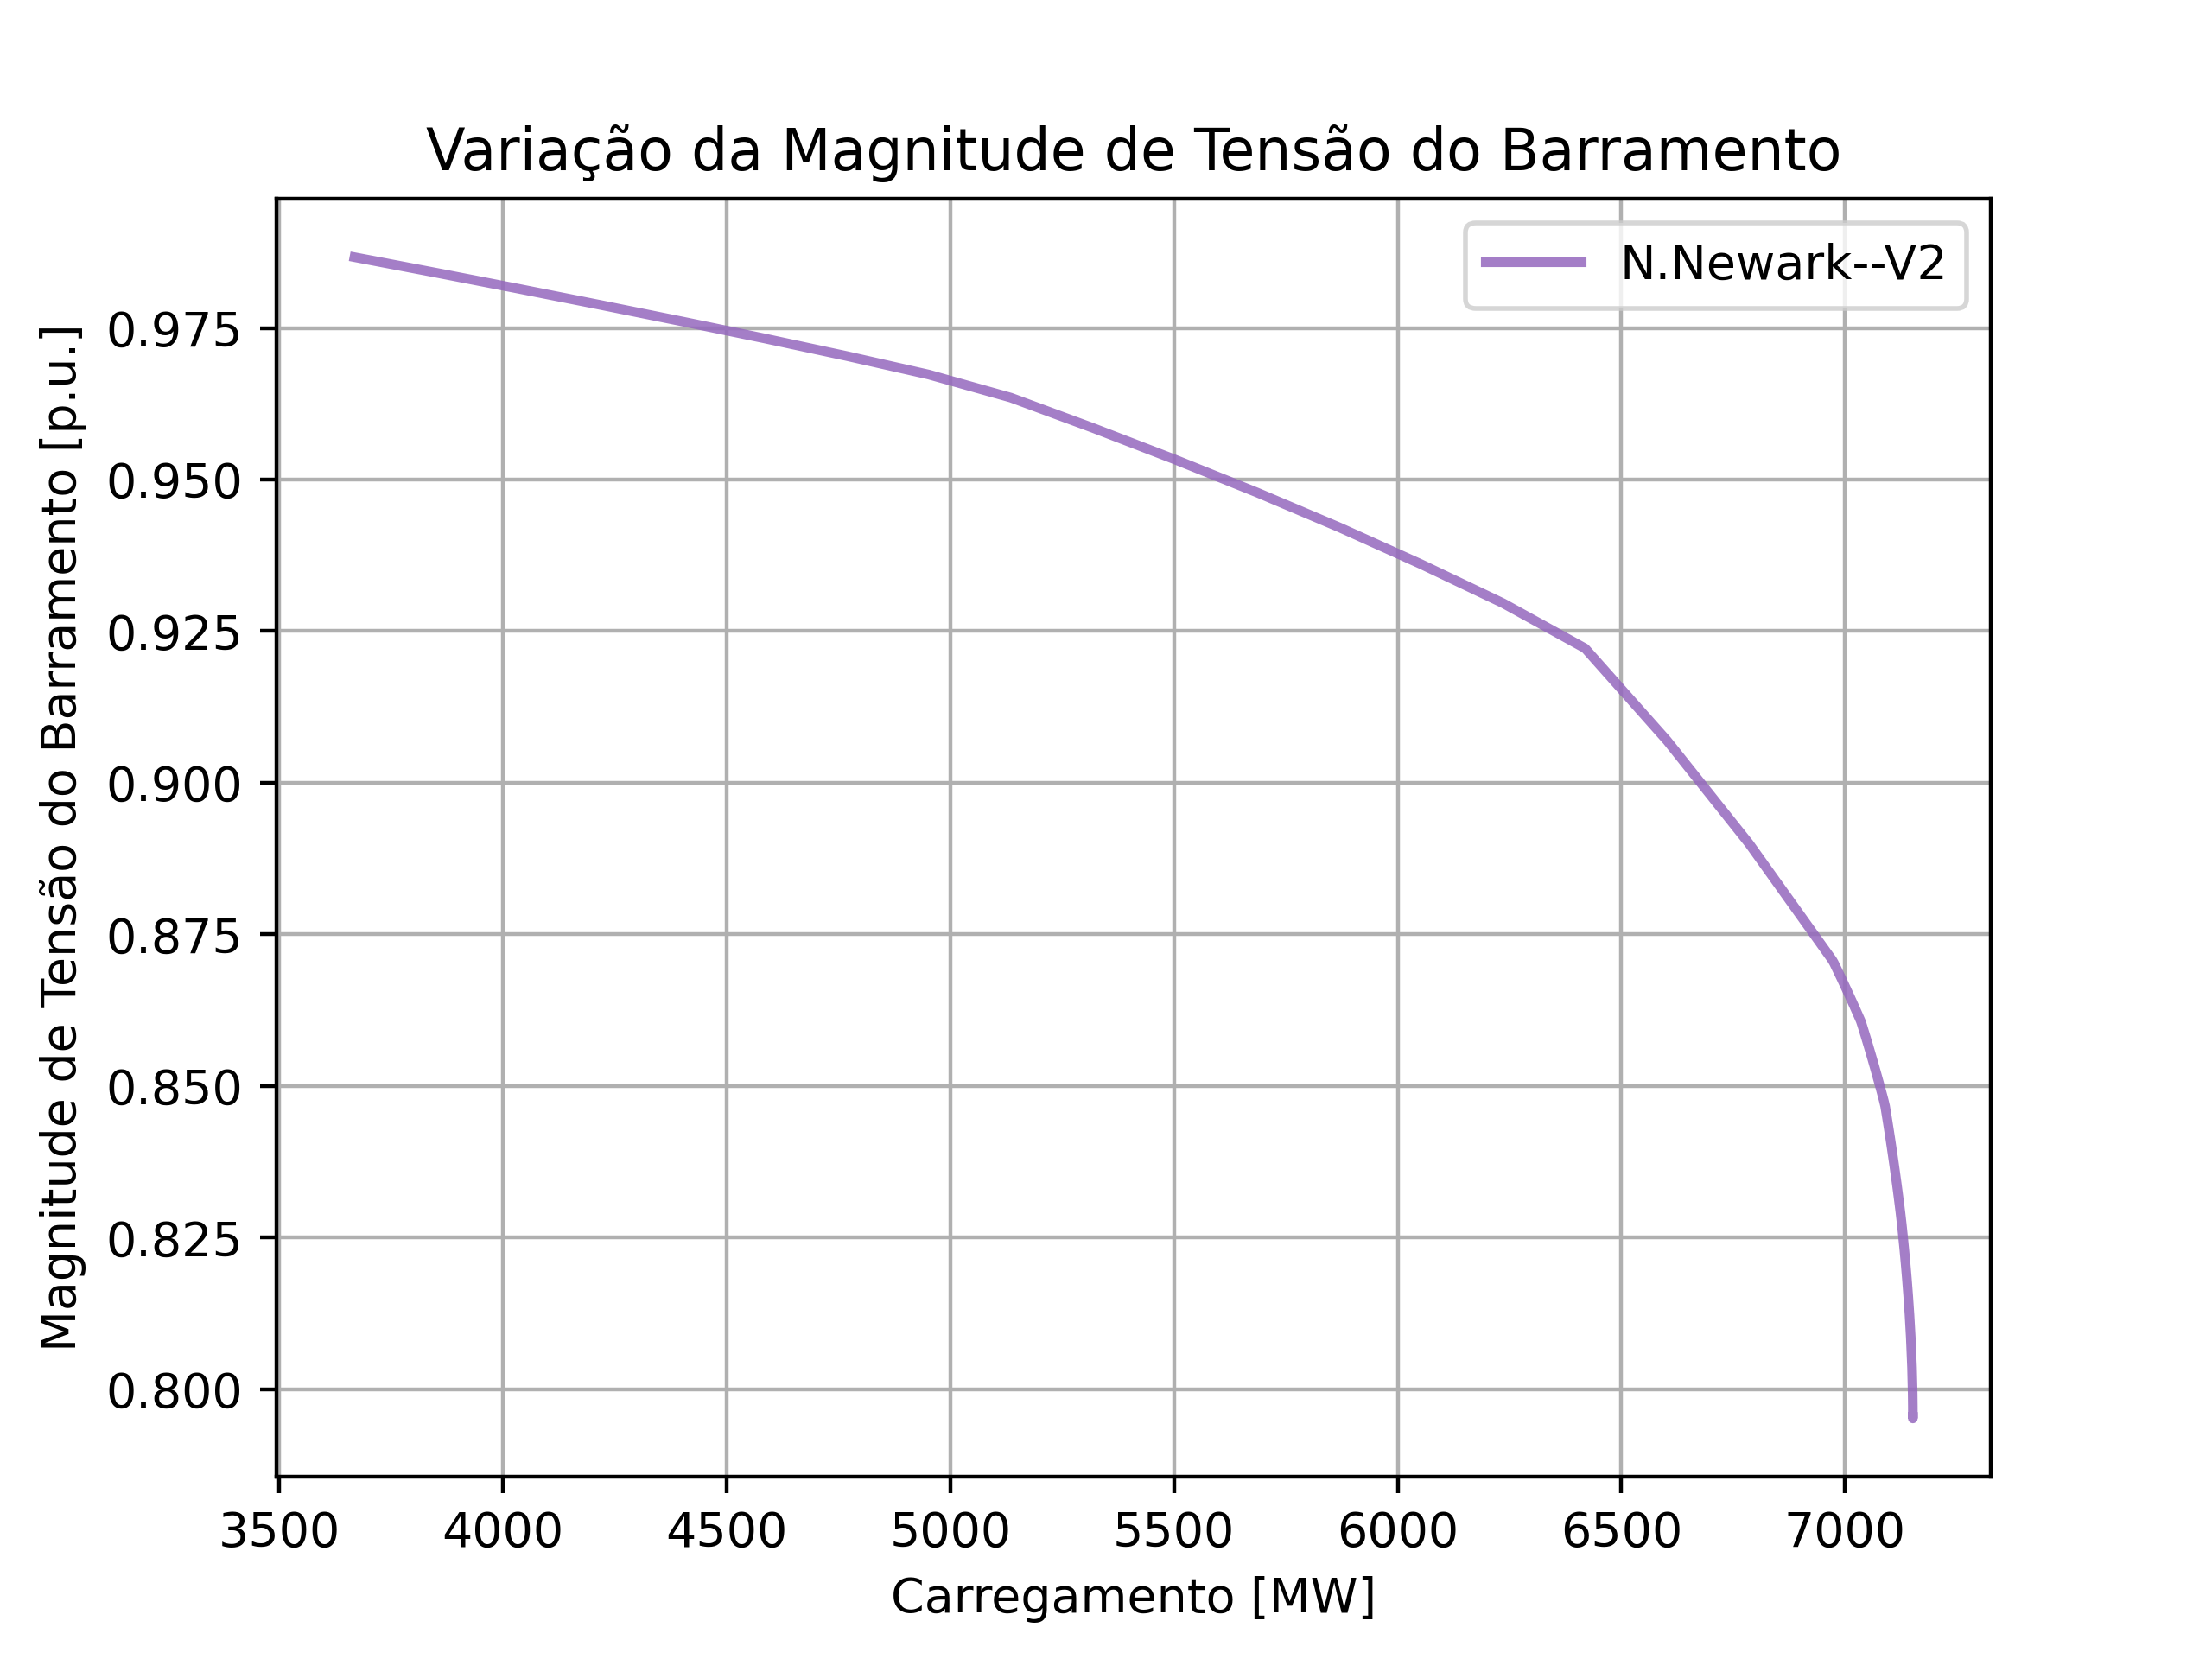 Variação da Magnitude de Tensão do Barramento
N.Newark--V2
Magnitude de Tensão do Barramento [p.u.]
0.975
0.950
0.925
0.900
0.875
0.850
0.825
0.800
3500 4000 4500 5000 5500 6000 6500 7000
Carregamento [MW]